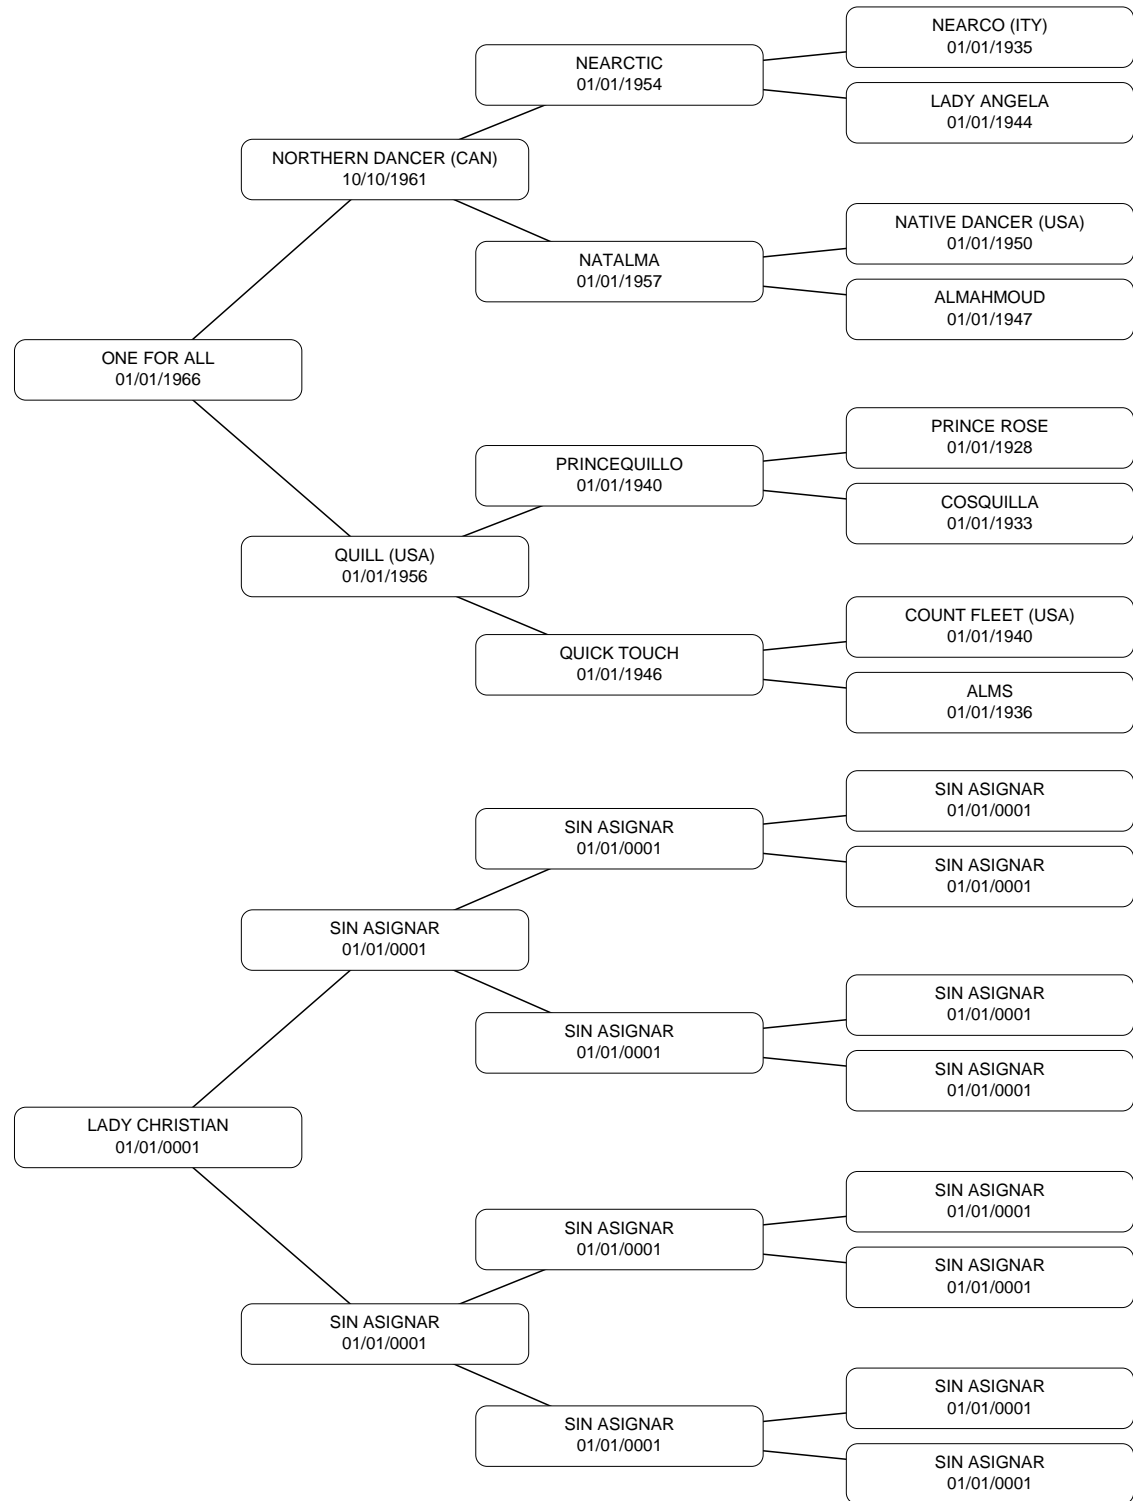 NEARCO (ITY)
01/01/1935
NEARCTIC
01/01/1954
LADY ANGELA
01/01/1944
NORTHERN DANCER (CAN)
10/10/1961
NATIVE DANCER (USA)
01/01/1950
NATALMA
01/01/1957
ALMAHMOUD
01/01/1947
ONE FOR ALL
01/01/1966
PRINCE ROSE
01/01/1928
PRINCEQUILLO
01/01/1940
COSQUILLA
01/01/1933
QUILL (USA)
01/01/1956
COUNT FLEET (USA)
01/01/1940
QUICK TOUCH
01/01/1946
ALMS
01/01/1936
SIN ASIGNAR
01/01/0001
SIN ASIGNAR
01/01/0001
SIN ASIGNAR
01/01/0001
SIN ASIGNAR
01/01/0001
SIN ASIGNAR
01/01/0001
SIN ASIGNAR
01/01/0001
SIN ASIGNAR
01/01/0001
LADY CHRISTIAN
01/01/0001
SIN ASIGNAR
01/01/0001
SIN ASIGNAR
01/01/0001
SIN ASIGNAR
01/01/0001
SIN ASIGNAR
01/01/0001
SIN ASIGNAR
01/01/0001
SIN ASIGNAR
01/01/0001
SIN ASIGNAR
01/01/0001